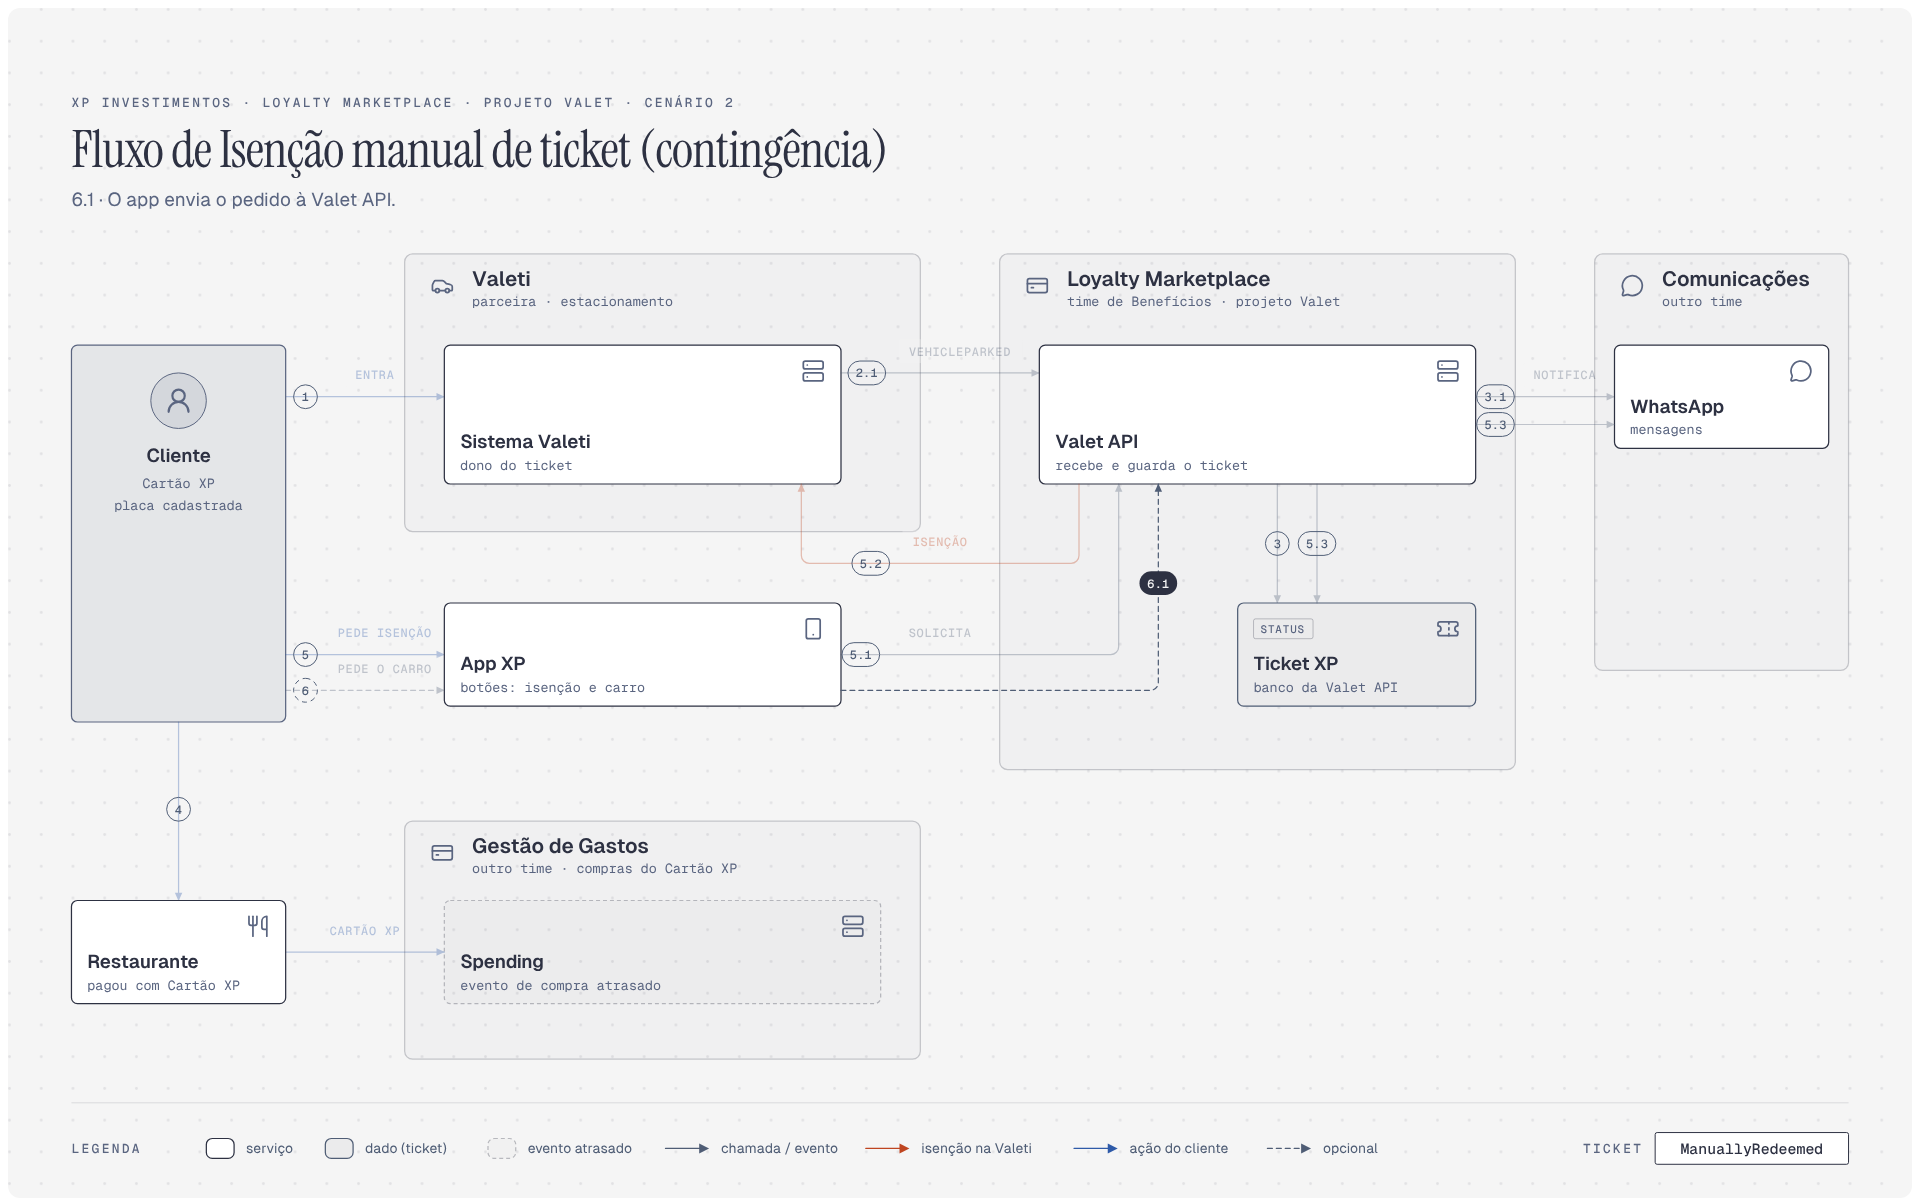 XP INVESTIMENTOS · LOYALTY MARKETPLACE · PROJETO VALET · CENÁRIO 2
Fluxo de Isenção manual de ticket (contingência)
6.1 · O app envia o pedido à Valet API.
Valeti
parceira · estacionamento
Loyalty Marketplace
time de Benefícios · projeto Valet
Comunicações
outro time
Cliente
Cartão XP
placa cadastrada
1
ENTRA
Sistema Valeti
dono do ticket
2.1
VEHICLEPARKED
Valet API
recebe e guarda o ticket
3.1
5.3
NOTIFICA
WhatsApp
mensagens
ISENÇÃO
5.2
6.1
3
5.3
5
PEDE ISENÇÃO
6
PEDE O CARRO
App XP
botões: isenção e carro
5.1
SOLICITA
STATUS
Ticket XP
banco da Valet API
4
Gestão de Gastos
outro time · compras do Cartão XP
Restaurante
pagou com Cartão XP
CARTÃO XP
Spending
evento de compra atrasado
LEGENDA
serviço
dado (ticket)
evento atrasado
chamada / evento
isenção na Valeti
ação do cliente
opcional
TICKET
ManuallyRedeemed